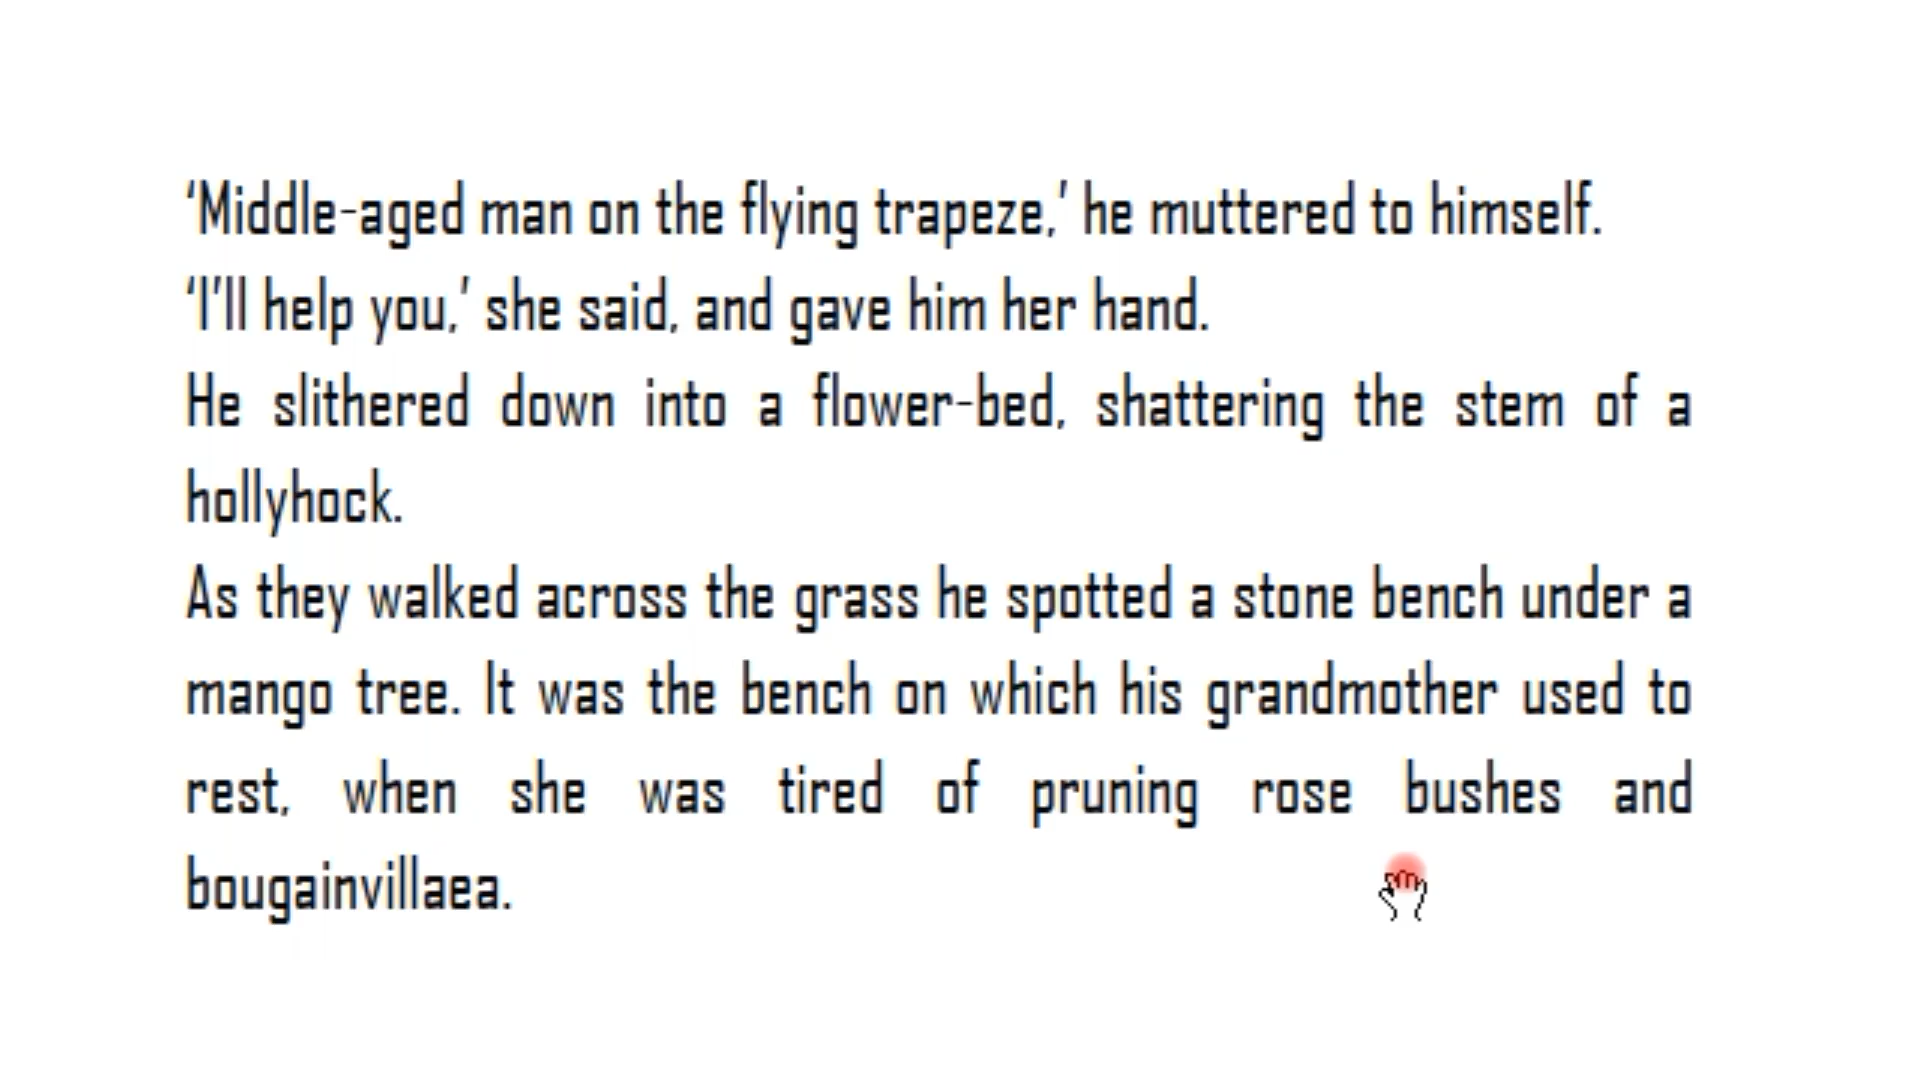 ‘Middle-aged man on the flying trapeze,’ he muttered to himself.
‘I’ll help you,’ she said, and gave him her hand.
He slithered down into a flower-bed, shattering the stem of a
hollyhock.
As they walked across the grass he spotted a stone bench under a
mango tree. It was the bench on which his grandmother used to
rest, when she was tired of pruning rose bushes and
bougainvillaea.